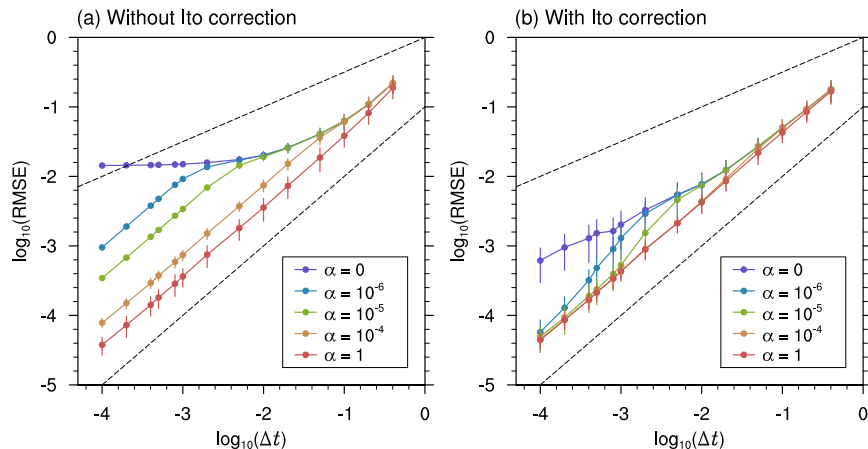 (a) Without Ito correction
0
-1
-2
-3
-4
-5
log₁₀(RMSE)
-4
-3
-2
-1
0
log₁₀(Δt)
α = 0
α = 10⁻⁶
α = 10⁻⁵
α = 10⁻⁴
α = 1
(b) With Ito correction
0
-1
-2
-3
-4
-5
log₁₀(RMSE)
-4
-3
-2
-1
0
log₁₀(Δt)
α = 0
α = 10⁻⁶
α = 10⁻⁵
α = 10⁻⁴
α = 1